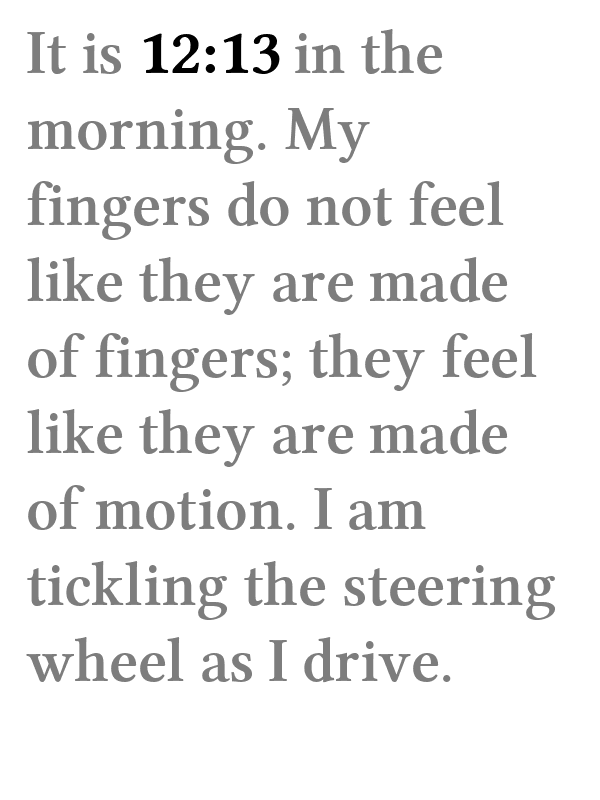 It is 12:13 in the
morning. My
fingers do not feel
like they are made
of fingers; they feel
like they are made
of motion. I am
tickling the steering
wheel as I drive.